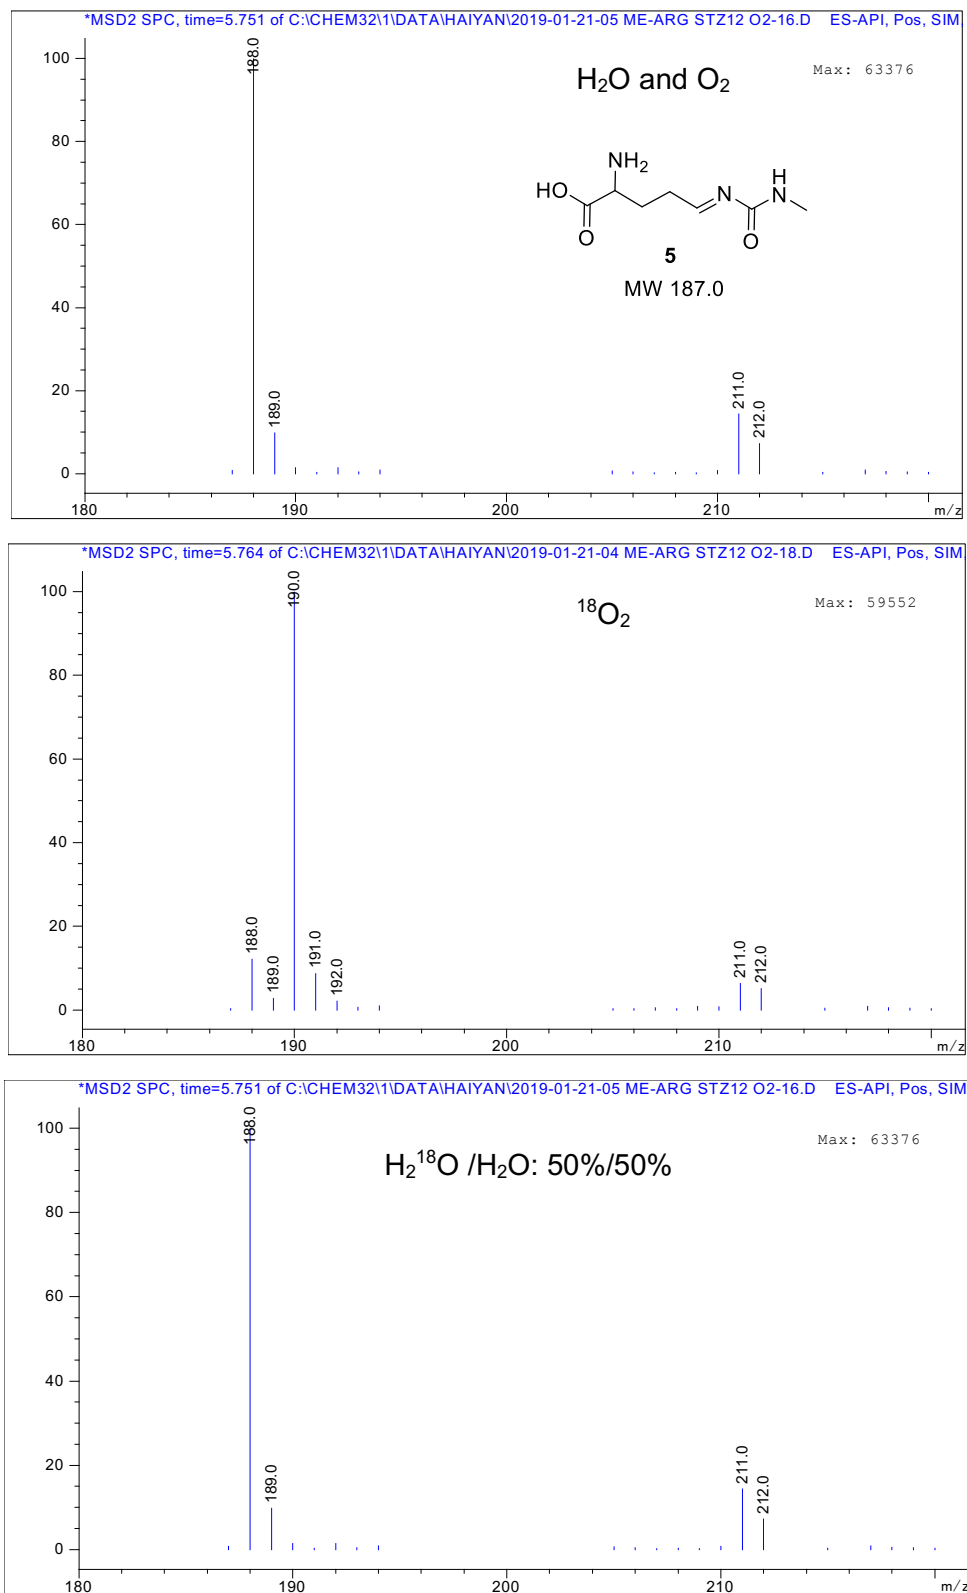 *MSD2 SPC, time=5.751 of C:\CHEM32\1\DATA\HAIYAN\2019-01-21-05 ME-ARG STZ12 O2-16.D    ES-API, Pos, SIM
100
80
60
40
20
0
188.0
189.0
211.0
212.0
H₂O and O₂
Max: 63376
NH₂
HO
O
N
H
N
O
5
MW 187.0
180
190
200
210
m/z
*MSD2 SPC, time=5.764 of C:\CHEM32\1\DATA\HAIYAN\2019-01-21-04 ME-ARG STZ12 O2-18.D    ES-API, Pos, SIM
100
80
60
40
20
0
188.0
189.0
190.0
191.0
192.0
211.0
212.0
¹⁸O₂
Max: 59552
180
190
200
210
m/z
*MSD2 SPC, time=5.751 of C:\CHEM32\1\DATA\HAIYAN\2019-01-21-05 ME-ARG STZ12 O2-16.D    ES-API, Pos, SIM
100
80
60
40
20
0
188.0
189.0
211.0
212.0
H₂¹⁸O /H₂O: 50%/50%
Max: 63376
180
190
200
210
m/z